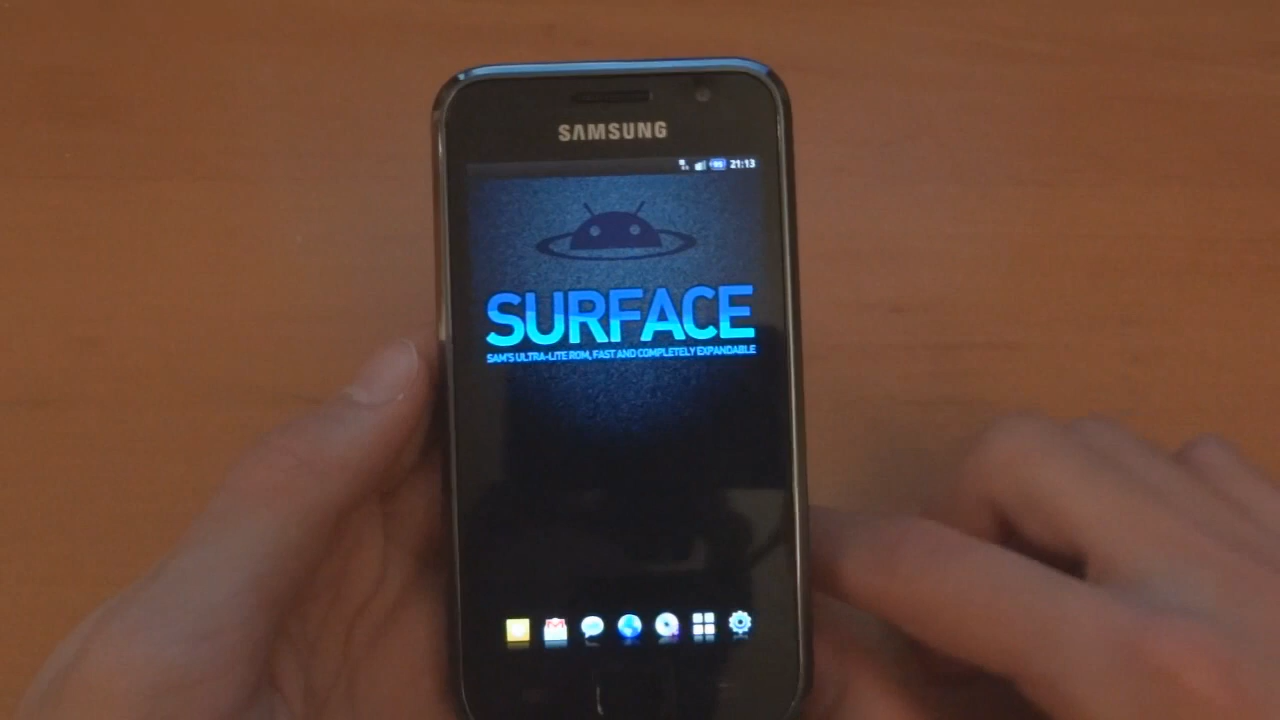 SAMSUNG
21:13
SURFACE
SAM'S ULTRA-LITE ROM, FAST AND COMPLETELY EXPANDABLE